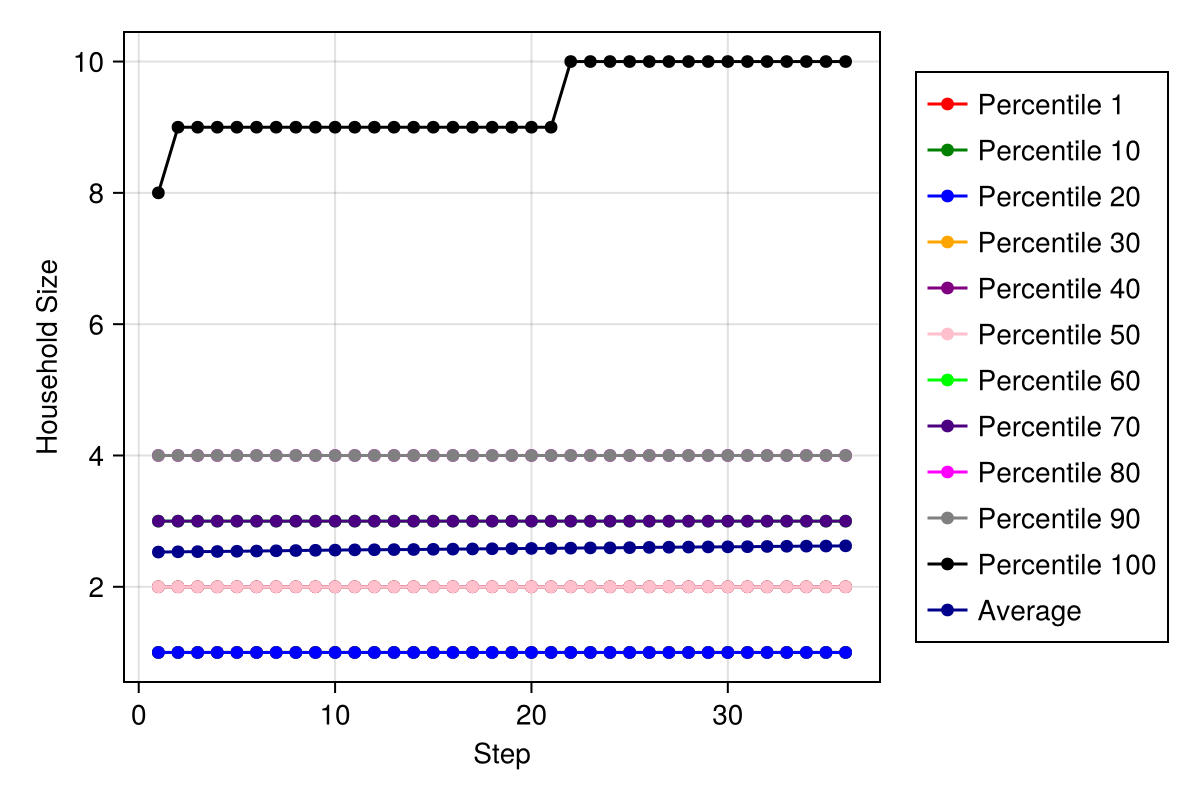 10
8
6
4
2
Household Size
0 10 20 30
Step
Percentile 1
Percentile 10
Percentile 20
Percentile 30
Percentile 40
Percentile 50
Percentile 60
Percentile 70
Percentile 80
Percentile 90
Percentile 100
Average